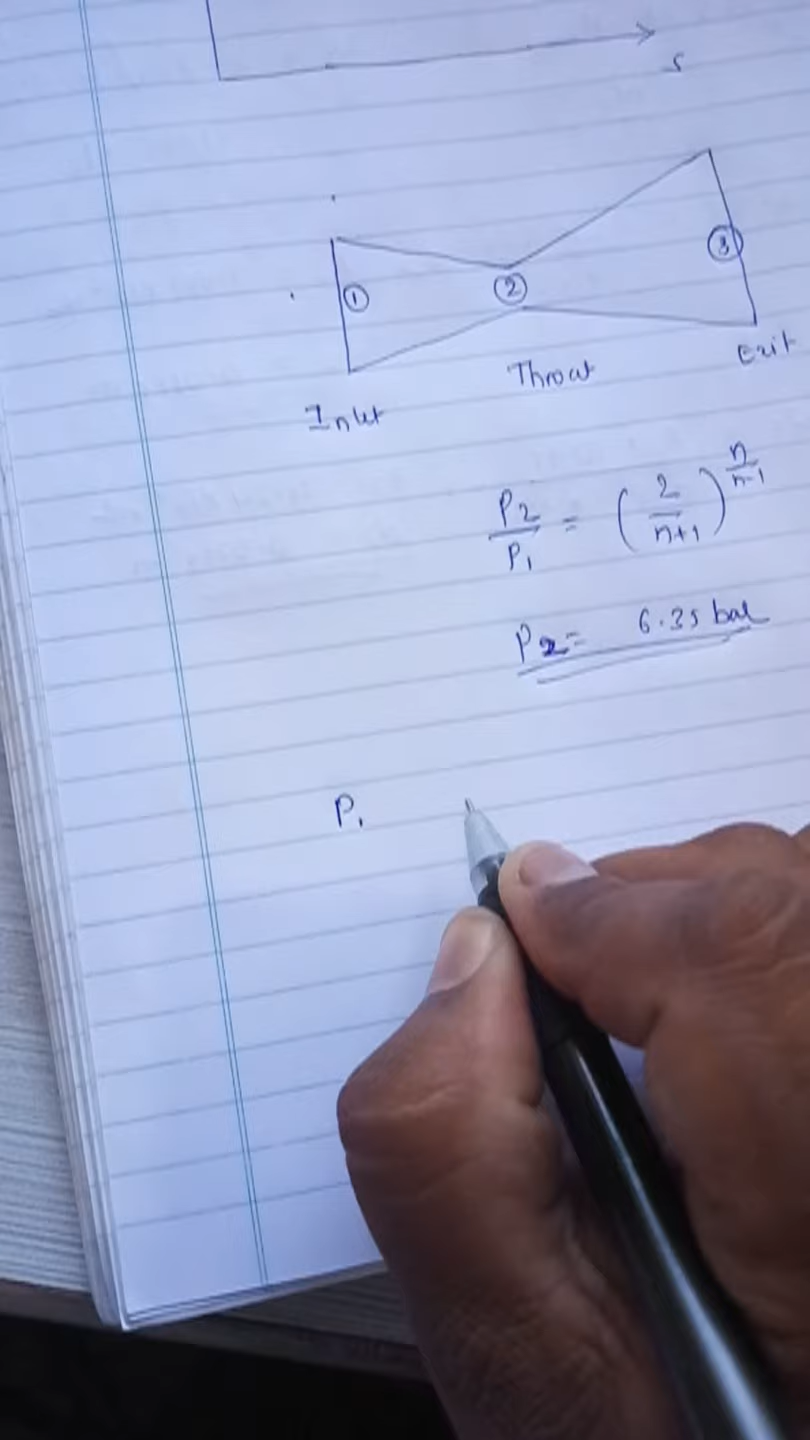 s
① ② ③
Inlet Throat Exit
P2/P1 = (2/n+1)^n/n-1
P2 = 6.35 bar
P1